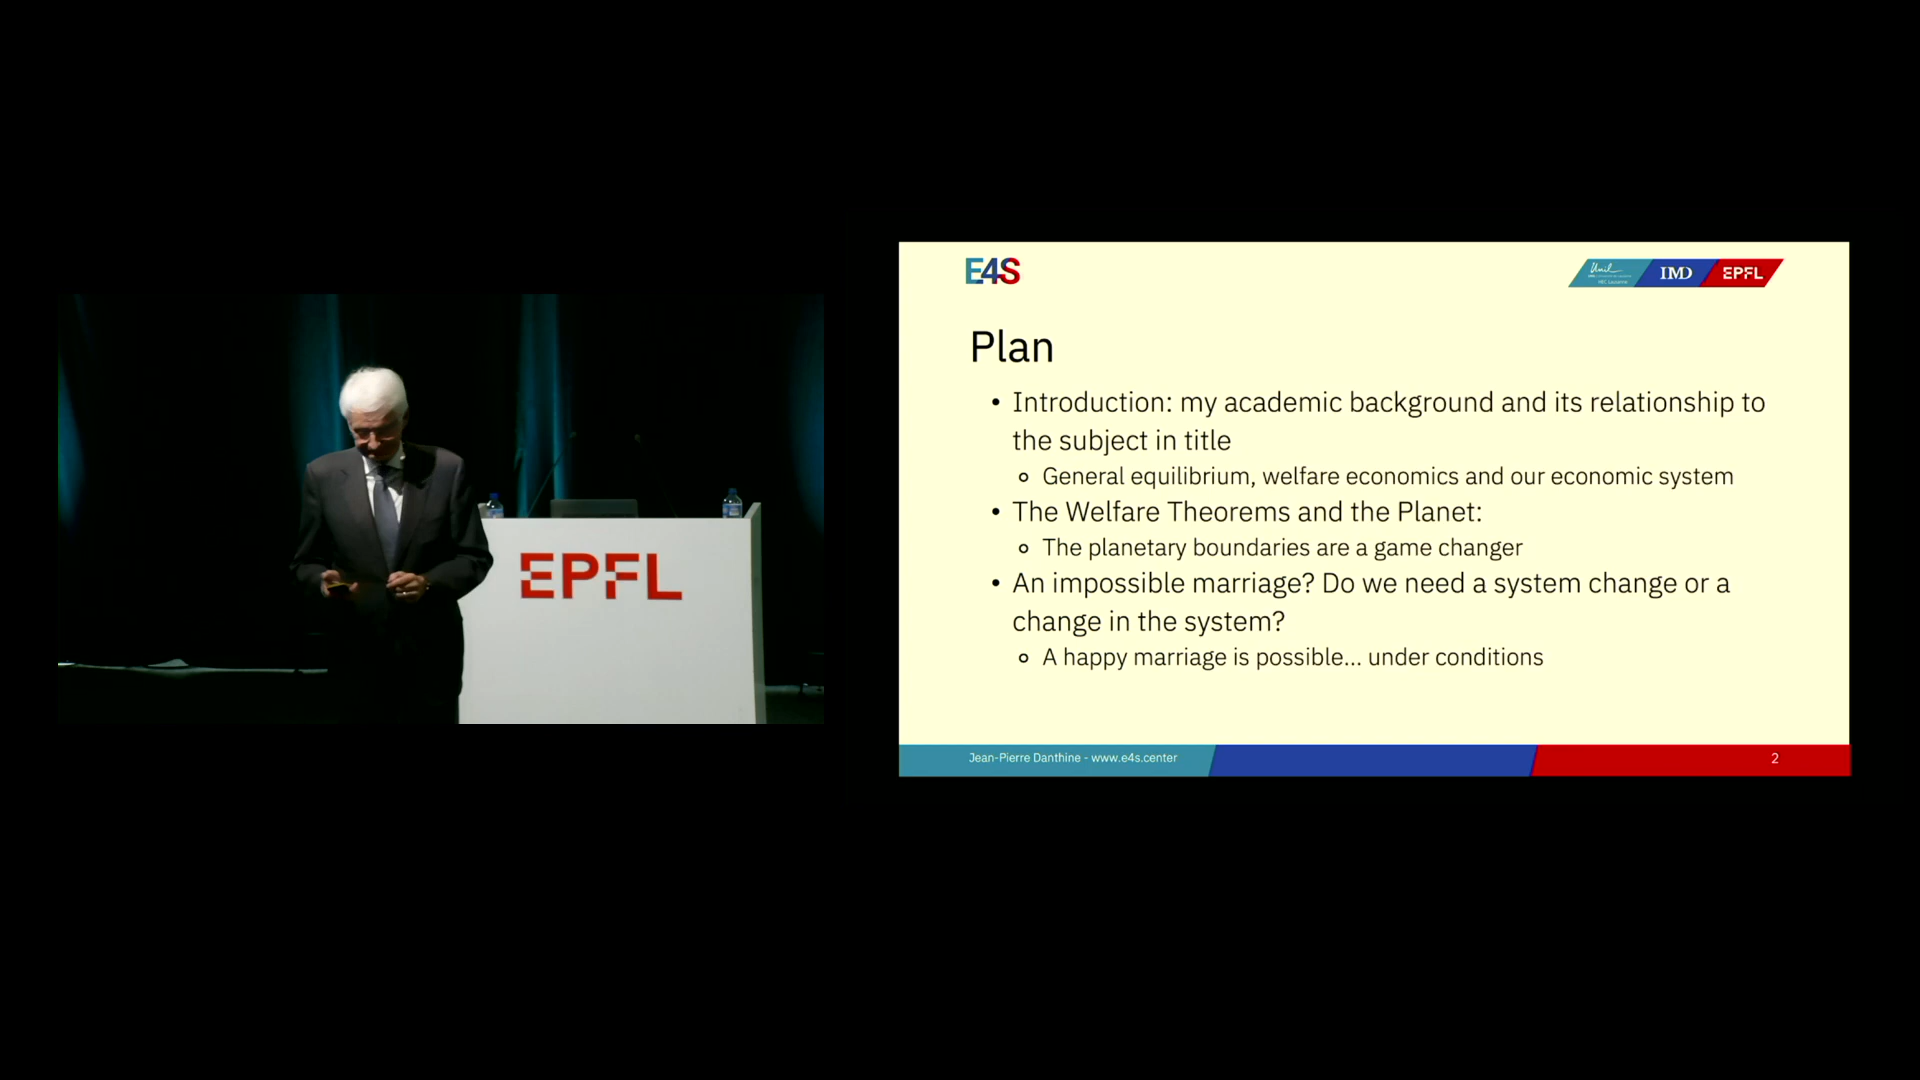 EPFL
E4S
Unil
IMD
EPFL
Plan
• Introduction: my academic background and its relationship to
the subject in title
∘ General equilibrium, welfare economics and our economic system
• The Welfare Theorems and the Planet:
∘ The planetary boundaries are a game changer
• An impossible marriage? Do we need a system change or a
change in the system?
∘ A happy marriage is possible... under conditions
Jean-Pierre Danthine - www.e4s.center
2